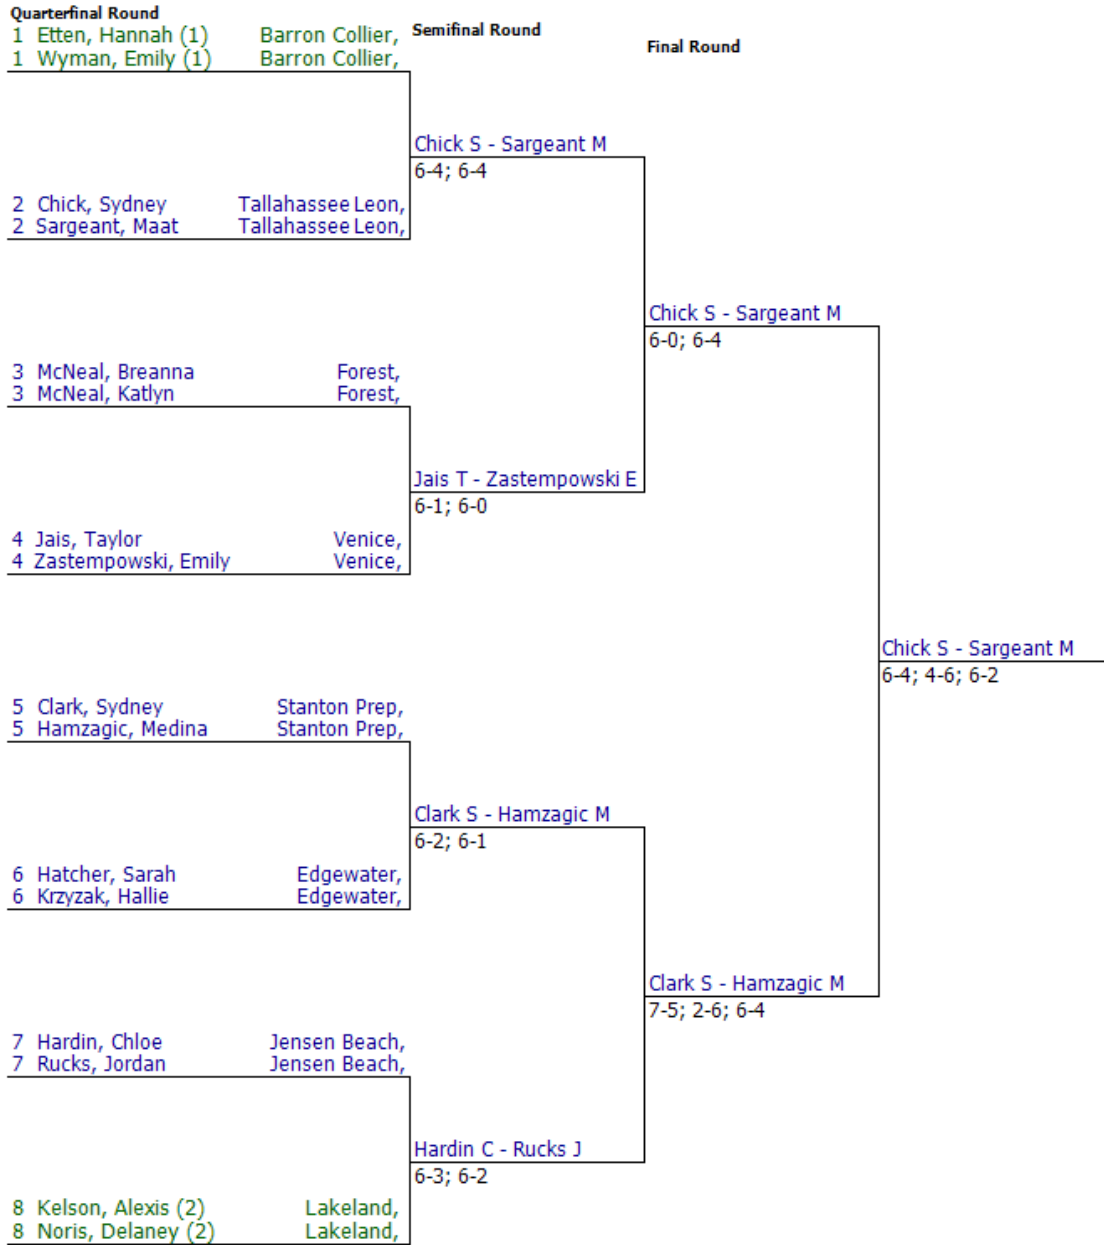 Quarterfinal Round
Semifinal Round
Final Round
1 Etten, Hannah (1) Barron Collier,
1 Wyman, Emily (1) Barron Collier,
Chick S - Sargeant M
6-4; 6-4
2 Chick, Sydney Tallahassee Leon,
2 Sargeant, Maat Tallahassee Leon,
Chick S - Sargeant M
6-0; 6-4
3 McNeal, Breanna Forest,
3 McNeal, Katlyn Forest,
Jais T - Zastempowski E
6-1; 6-0
4 Jais, Taylor Venice,
4 Zastempowski, Emily Venice,
Chick S - Sargeant M
6-4; 4-6; 6-2
5 Clark, Sydney Stanton Prep,
5 Hamzagic, Medina Stanton Prep,
Clark S - Hamzagic M
6-2; 6-1
6 Hatcher, Sarah Edgewater,
6 Krzyzak, Hallie Edgewater,
Clark S - Hamzagic M
7-5; 2-6; 6-4
7 Hardin, Chloe Jensen Beach,
7 Rucks, Jordan Jensen Beach,
Hardin C - Rucks J
6-3; 6-2
8 Kelson, Alexis (2) Lakeland,
8 Noris, Delaney (2) Lakeland,